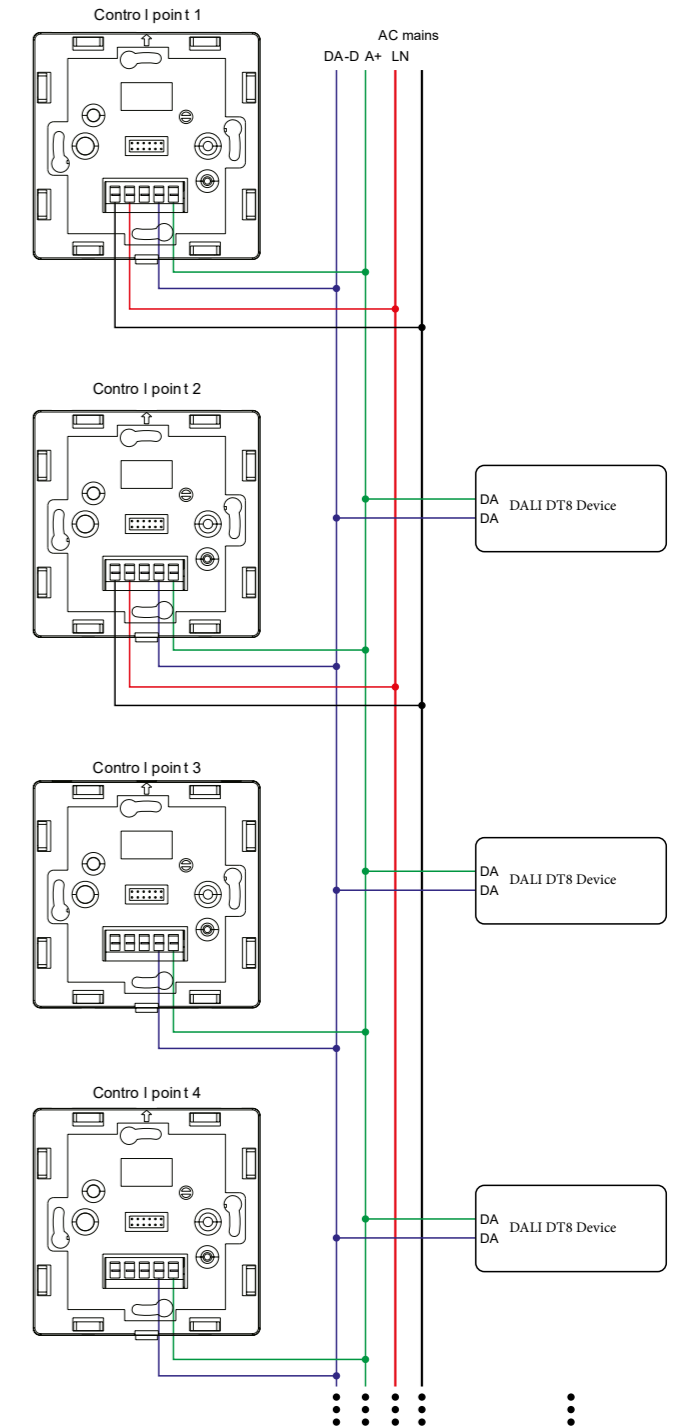 Contro l poin t 1
AC mains
DA-D A+ LN
Contro l poin t 2
DA
DALI DT8 Device
DA
Contro l poin t 3
DA
DALI DT8 Device
DA
Contro l poin t 4
DA
DALI DT8 Device
DA